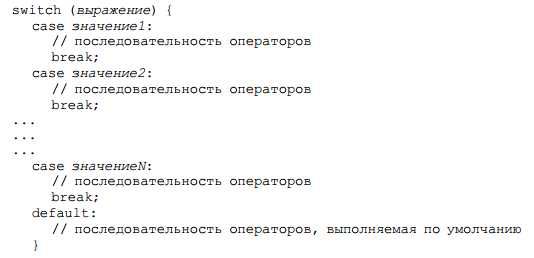 switch (выражение) {
case значение1:
// последовательность операторов
break;
case значение2:
// последовательность операторов
break;
...
...
...
case значениеN:
// последовательность операторов
break;
default:
// последовательность операторов, выполняемая по умолчанию
}